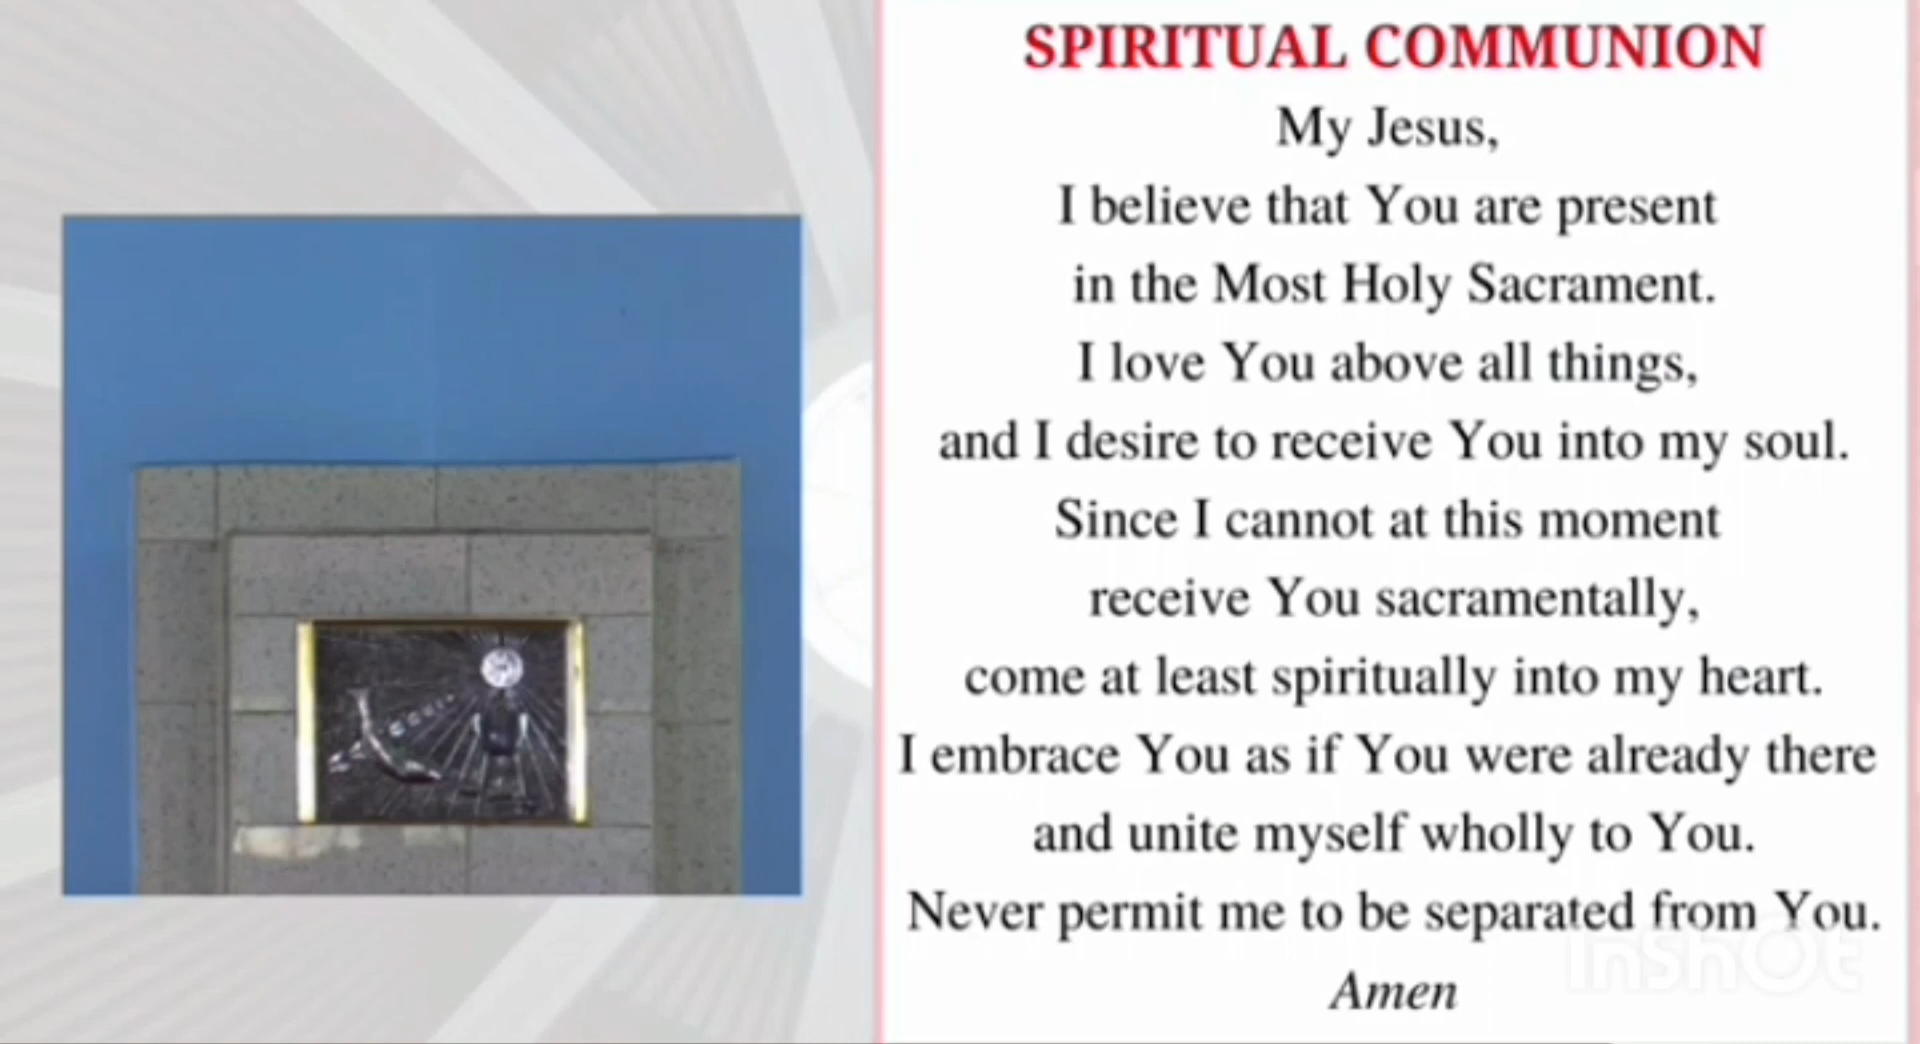 SPIRITUAL COMMUNION
My Jesus,
I believe that You are present
in the Most Holy Sacrament.
I love You above all things,
and I desire to receive You into my soul.
Since I cannot at this moment
receive You sacramentally,
come at least spiritually into my heart.
I embrace You as if You were already there
and unite myself wholly to You.
Never permit me to be separated from You.
Amen
InShOt